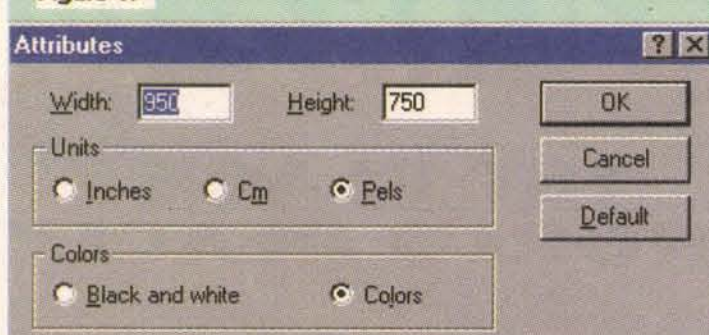 Attributes
Width: 950 Height: 750 OK
Units
Cancel
Inches Cm Pels
Default
Colors
Black and white Colors